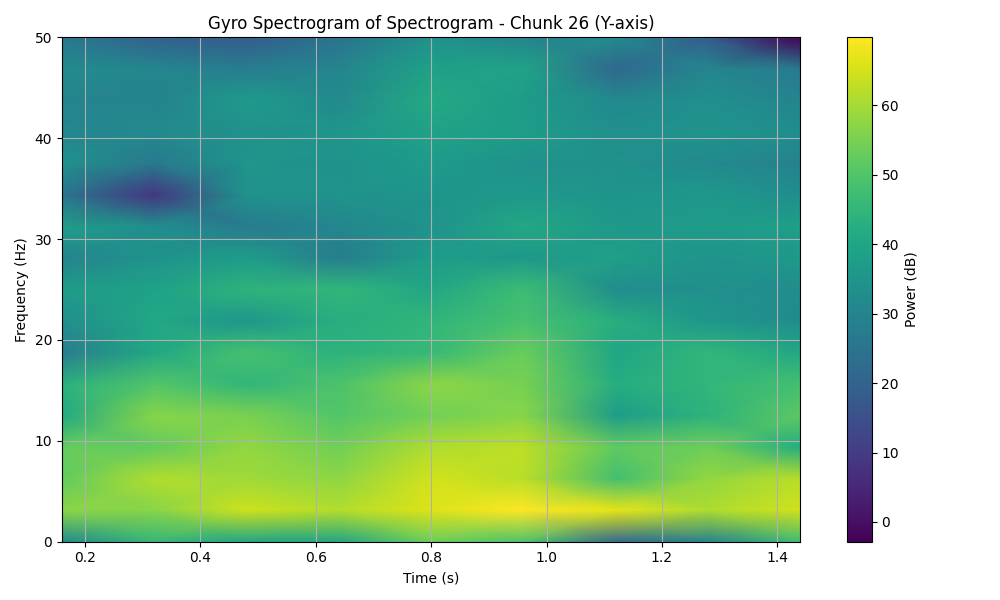 Gyro Spectrogram of Spectrogram - Chunk 26 (Y-axis)
50
40
30
20
10
0
Frequency (Hz)
0.2 0.4 0.6 0.8 1.0 1.2 1.4
Time (s)
60
50
40
30
20
10
0
Power (dB)